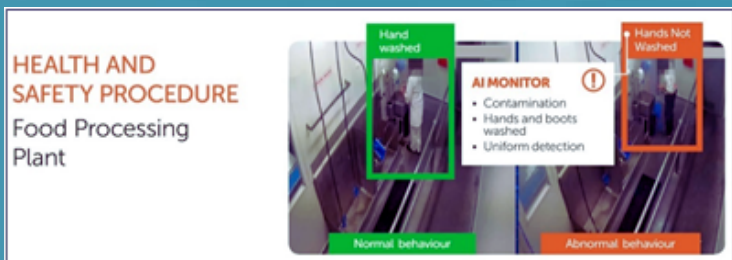 HEALTH AND
SAFETY PROCEDURE
Food Processing
Plant
Hand
washed
Hands Not
Washed
AI MONITOR
• Contamination
• Hands and boots
washed
• Uniform detection
Normal behaviour
Abnormal behaviour